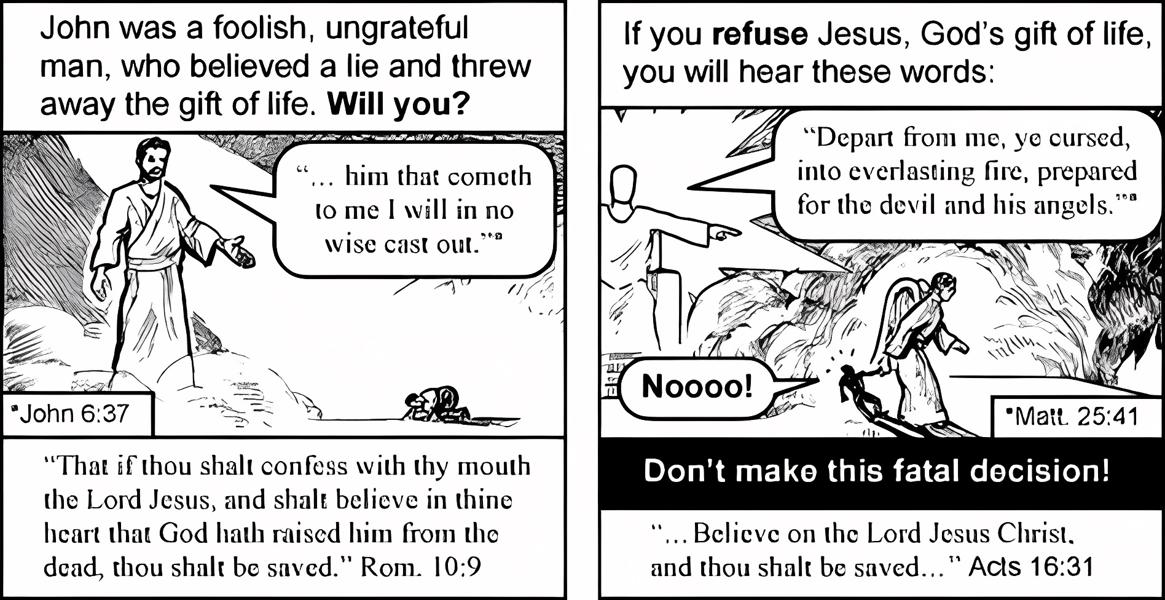 John was a foolish, ungrateful
man, who believed a lie and threw
away the gift of life. Will you?
“... him that cometh
to me I will in no
wise cast out.”*
*John 6:37
“That if thou shalt confess with thy mouth
the Lord Jesus, and shalt believe in thine
heart that God hath raised him from the
dead, thou shalt be saved.” Rom. 10:9
If you refuse Jesus, God’s gift of life,
you will hear these words:
“Depart from me, ye cursed,
into everlasting fire, prepared
for the devil and his angels.”*
Noooo!
*Matt. 25:41
Don’t make this fatal decision!
“... Believe on the Lord Jesus Christ,
and thou shalt be saved...” Acts 16:31